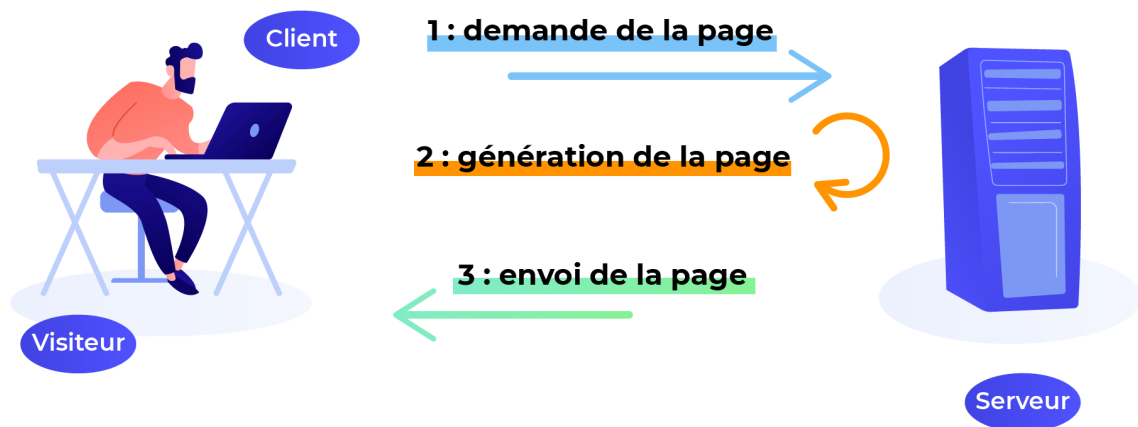 Client
1 : demande de la page
2 : génération de la page
3 : envoi de la page
Visiteur
Serveur